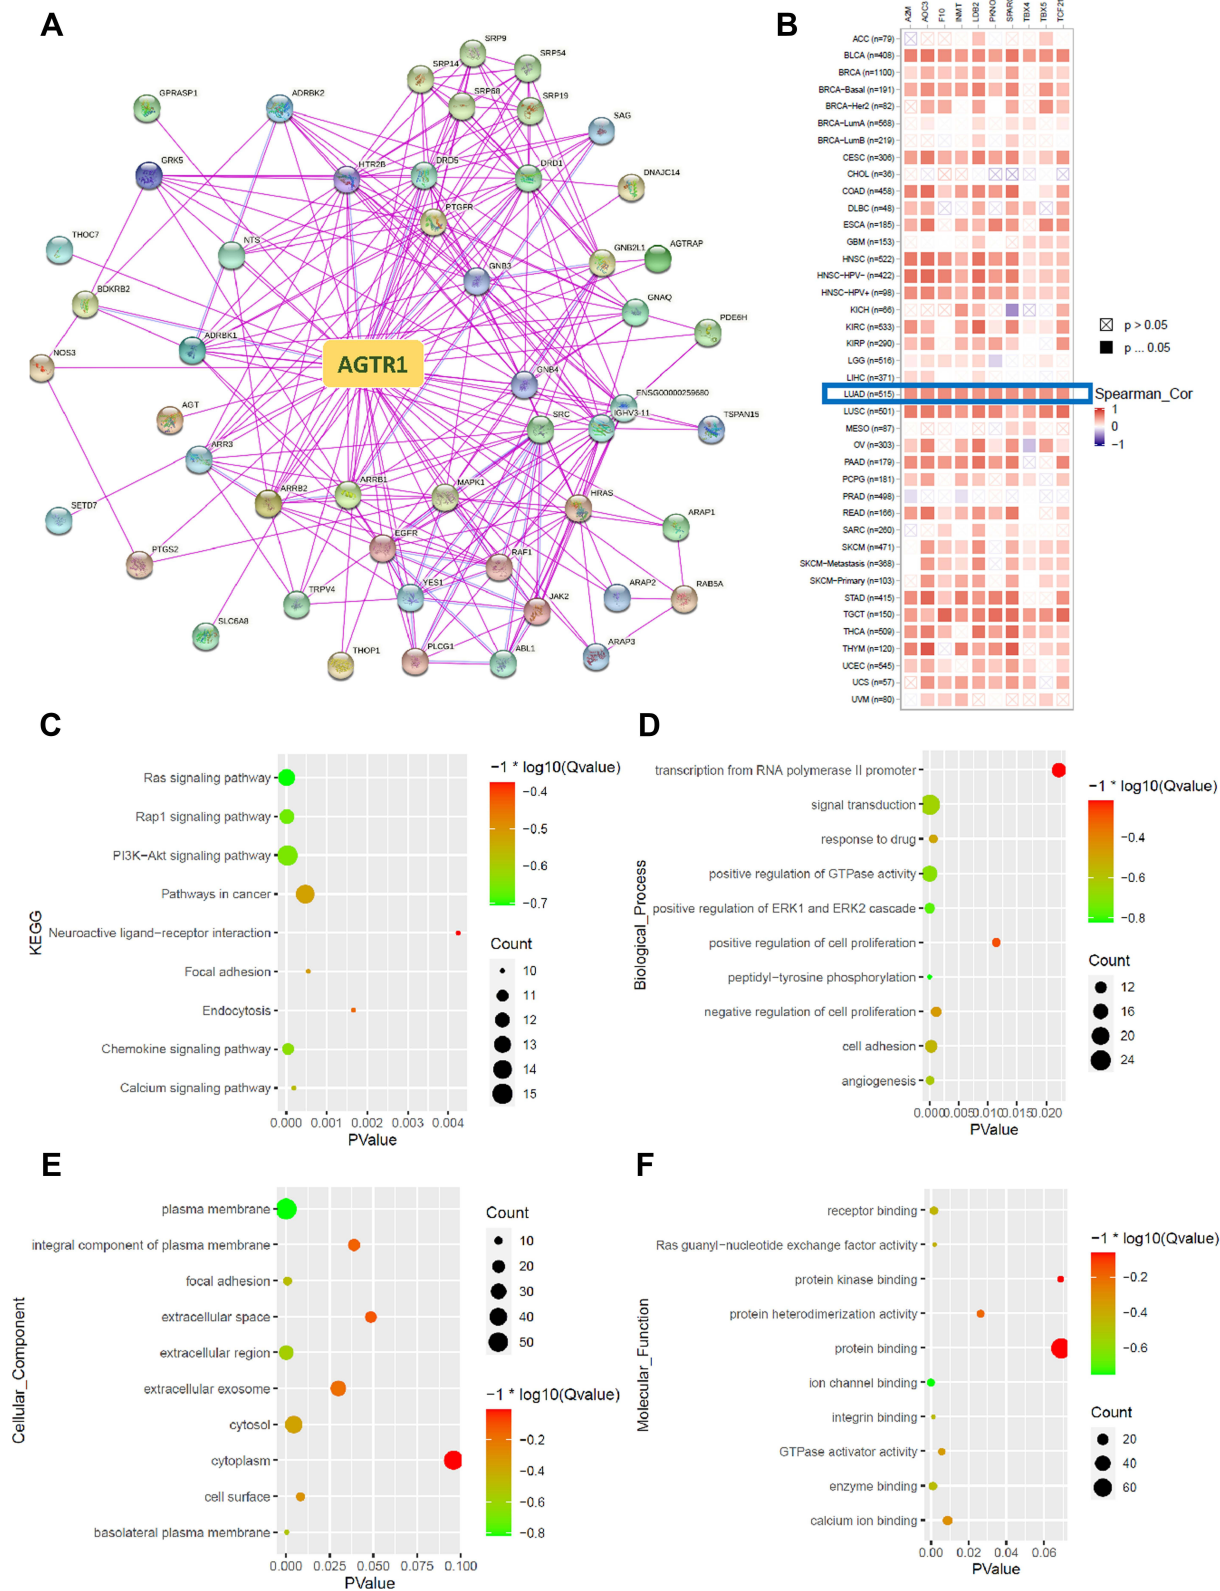 A
SRP9
SRP14
SRP54
SRP68
SRP19
GPRASP1
ADRBK2
SAG
GRK5
HTR2B
DRD5
DRD1
DNAJC14
PTGFR
THOC7
NTS
GNB2L1
AGTRAP
GNB3
BDKRB2
GNAQ
PDE6H
ADRBK1
NOS3
AGTR1
GNB4
ENSG00000259680
AGT
SRC
IGHV3-11
TSPAN15
ARR3
ARRB2
ARRB1
MAPK1
HRAS
SETD7
ARAP1
EGFR
PTGS2
RAF1
TRPV4
YES1
ARAP2
RAB5A
JAK2
SLC6A8
THOP1
PLCG1
ABL1
ARAP3
B
A2M
AOC3
F10
INMT
LDB2
TBX4
TBX5
TCF21
ACC (n=79)
BLCA (n=408)
BRCA (n=1100)
BRCA-Basal (n=191)
BRCA-Her2 (n=82)
BRCA-LumA (n=568)
BRCA-LumB (n=219)
CESC (n=306)
CHOL (n=36)
COAD (n=458)
DLBC (n=48)
ESCA (n=185)
GBM (n=153)
HNSC (n=522)
HNSC-HPV- (n=422)
HNSC-HPV+ (n=98)
KICH (n=66)
KIRC (n=533)
KIRP (n=290)
LGG (n=516)
LIHC (n=371)
LUAD (n=515)
LUSC (n=501)
MESO (n=87)
OV (n=303)
PAAD (n=179)
PCPG (n=181)
PRAD (n=498)
READ (n=166)
SARC (n=260)
SKCM (n=471)
SKCM-Metastasis (n=368)
SKCM-Primary (n=103)
STAD (n=415)
TGCT (n=150)
THCA (n=509)
THYM (n=120)
UCEC (n=545)
UCS (n=57)
UVM (n=80)
p > 0.05
p ... 0.05
Spearman_Cor
1
0
-1
C
KEGG
Ras signaling pathway
Rap1 signaling pathway
PI3K-Akt signaling pathway
Pathways in cancer
Neuroactive ligand-receptor interaction
Focal adhesion
Endocytosis
Chemokine signaling pathway
Calcium signaling pathway
0.000 0.001 0.002 0.003 0.004
PValue
-1 * log10(Qvalue)
-0.4
-0.5
-0.6
-0.7
Count
10
11
12
13
14
15
D
Biological_Process
transcription from RNA polymerase II promoter
signal transduction
response to drug
positive regulation of GTPase activity
positive regulation of ERK1 and ERK2 cascade
positive regulation of cell proliferation
peptidyl-tyrosine phosphorylation
negative regulation of cell proliferation
cell adhesion
angiogenesis
0.000 0.005 0.010 0.015 0.020
PValue
-1 * log10(Qvalue)
-0.4
-0.6
-0.8
Count
12
16
20
24
E
Cellular_Component
plasma membrane
integral component of plasma membrane
focal adhesion
extracellular space
extracellular region
extracellular exosome
cytosol
cytoplasm
cell surface
basolateral plasma membrane
0.000 0.025 0.050 0.075 0.100
PValue
Count
10
20
30
40
50
-1 * log10(Qvalue)
-0.2
-0.4
-0.6
-0.8
F
Molecular_Function
receptor binding
Ras guanyl-nucleotide exchange factor activity
protein kinase binding
protein heterodimerization activity
protein binding
ion channel binding
integrin binding
GTPase activator activity
enzyme binding
calcium ion binding
0.00 0.02 0.04 0.06
PValue
-1 * log10(Qvalue)
-0.2
-0.4
-0.6
Count
20
40
60